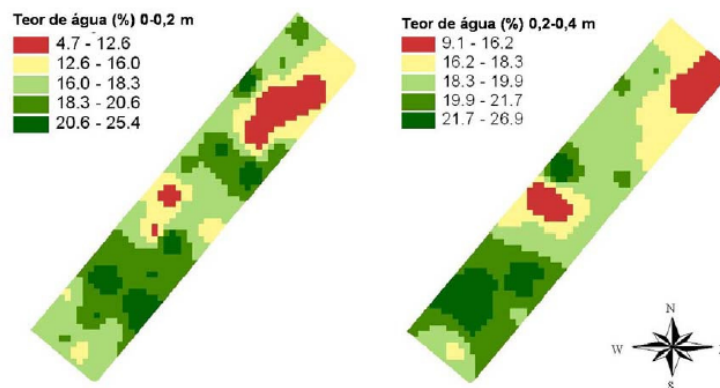 Teor de água (%) 0-0,2 m
4.7 - 12.6
12.6 - 16.0
16.0 - 18.3
18.3 - 20.6
20.6 - 25.4
Teor de água (%) 0,2-0,4 m
9.1 - 16.2
16.2 - 18.3
18.3 - 19.9
19.9 - 21.7
21.7 - 26.9
N
W
S